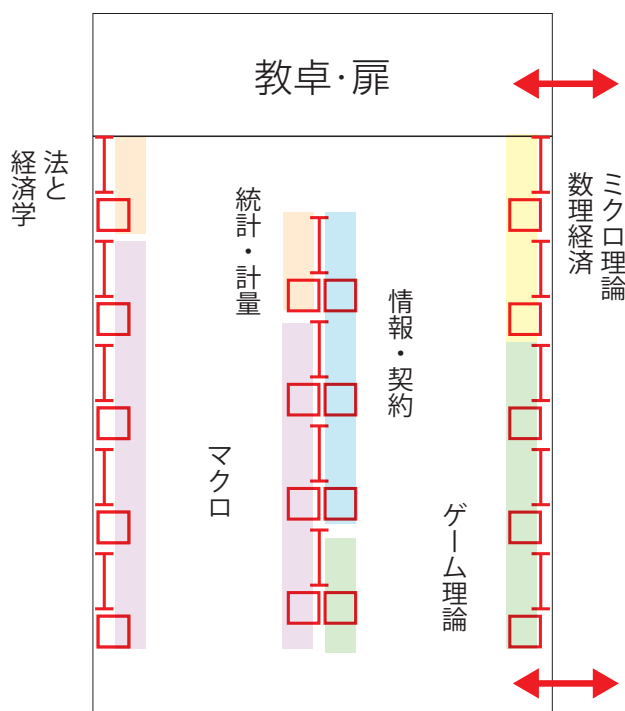 教卓・扉
法と
経済学
ミクロ理論
数理経済
統計・計量
情報・契約
マクロ
ゲーム理論